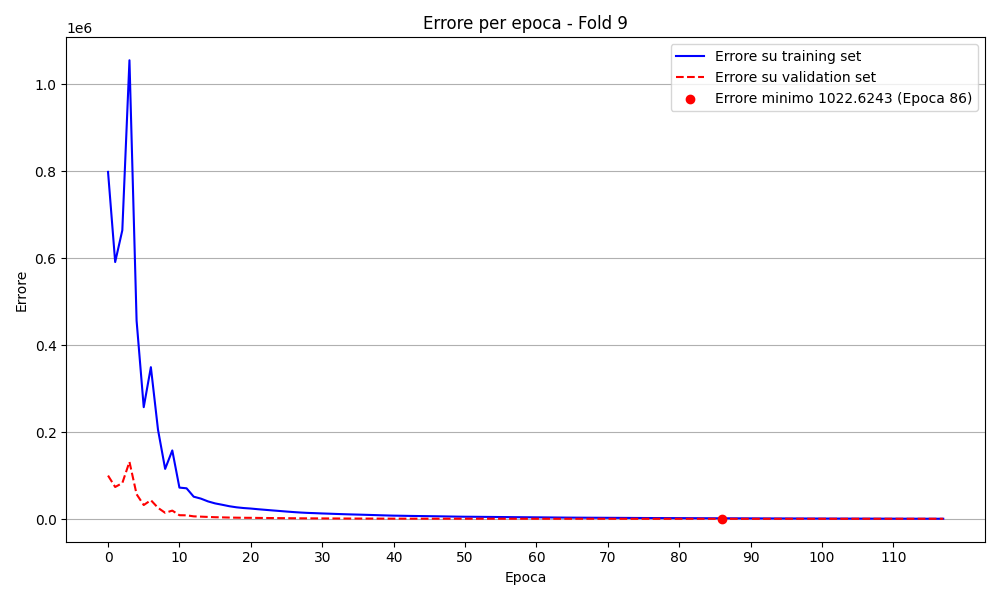 Errore per epoca - Fold 9
1e6
Errore su training set
Errore su validation set
Errore minimo 1022.6243 (Epoca 86)
1.0
0.8
0.6
0.4
0.2
0.0
Errore
0 10 20 30 40 50 60 70 80 90 100 110
Epoca